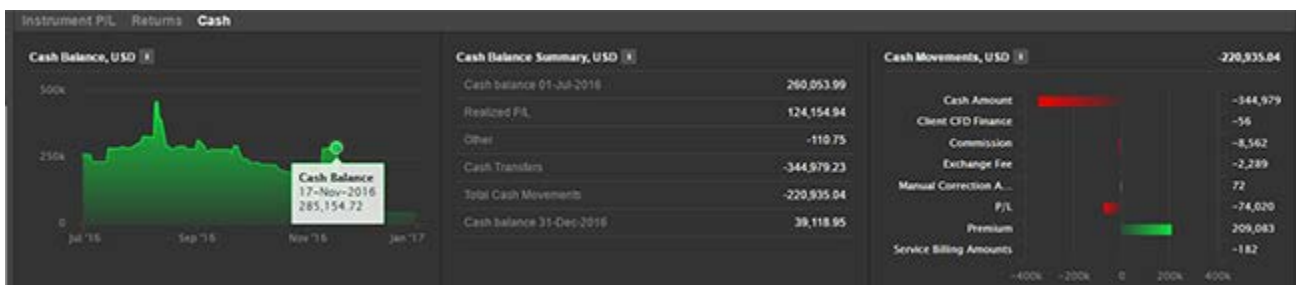 Instrument P/L Returns Cash
Cash Balance, USD
500k
250k
0
Jul '16 Sep '16 Nov '16 Jan '17
Cash Balance
17-Nov-2016
285,154.72
Cash Balance Summary, USD
Cash balance 01-Jul-2016 260,053.99
Realized P/L 124,154.94
Other -110.75
Cash Transfers -344,979.23
Total Cash Movements -220,935.04
Cash balance 31-Dec-2016 39,118.95
Cash Movements, USD -220,935.04
Cash Amount -344,979
Client CFD Finance -56
Commission -8,562
Exchange Fee -2,289
Manual Correction A... 72
P/L -74,020
Premium 209,083
Service Billing Amounts -182
-400k -200k 0 200k 400k